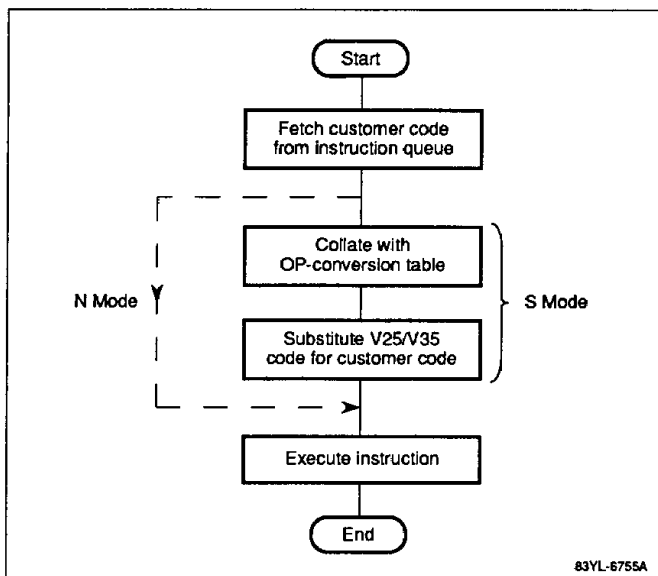 Start
Fetch customer code
from instruction queue
Collate with
OP-conversion table
N Mode
S Mode
Substitute V25/V35
code for customer code
Execute instruction
End
83YL-6755A